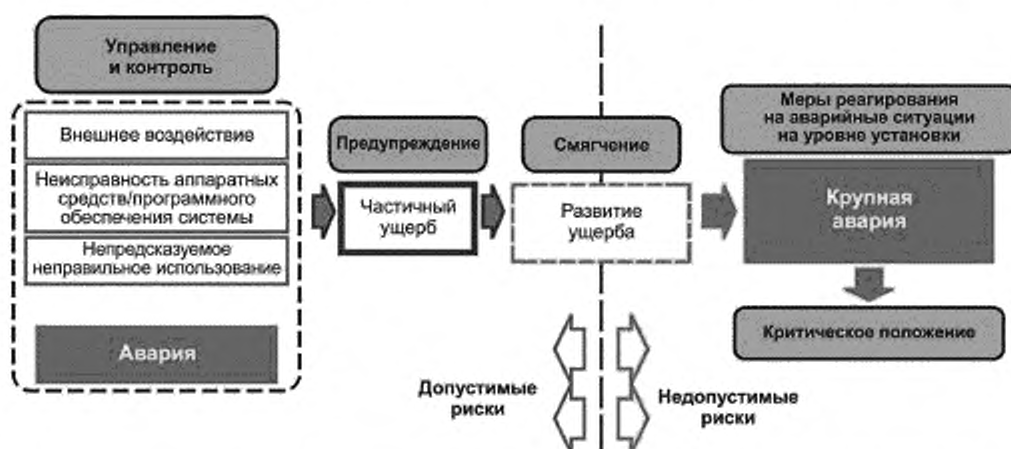 Управление
и контроль
Внешнее воздействие
Неисправность аппаратных
средств/программного
обеспечения системы
Непредсказуемое
неправильное использование
Авария
Предупреждение
Частичный
ущерб
Смягчение
Развитие
ущерба
Меры реагирования
на аварийные ситуации
на уровне установки
Крупная
авария
Критическое положение
Допустимые
риски
Недопустимые
риски